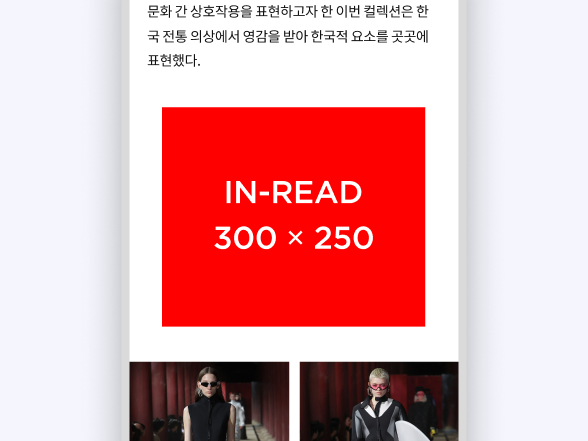 문화 간 상호작용을 표현하고자 한 이번 컬렉션은 한
국 전통 의상에서 영감을 받아 한국적 요소를 곳곳에
표현했다.
IN-READ
300 × 250